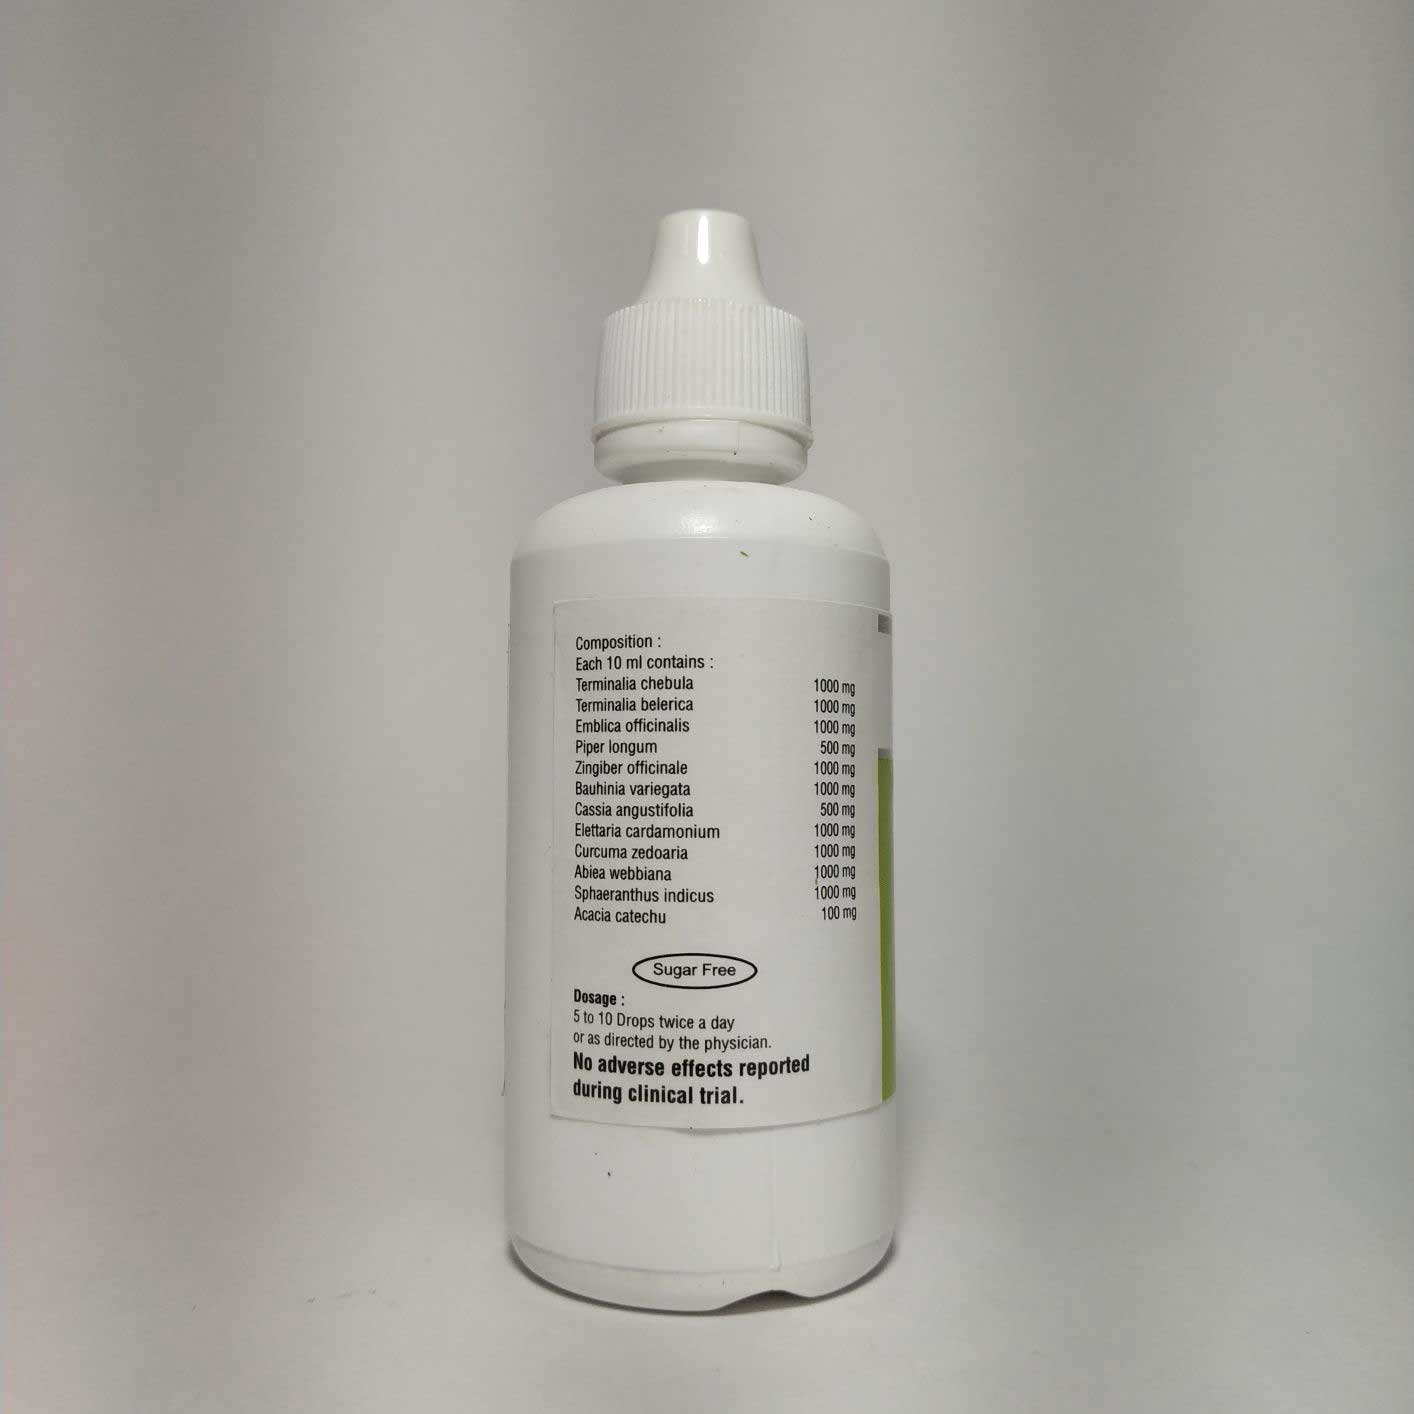 Composition :
Each 10 ml contains :
Terminalia chebula 1000 mg
Terminalia belerica 1000 mg
Emblica officinalis 1000 mg
Piper longum 500 mg
Zingiber officinale 1000 mg
Bauhinia variegata 1000 mg
Cassia angustifolia 500 mg
Elettaria cardamonium 1000 mg
Curcuma zedoaria 1000 mg
Abiea webbiana 1000 mg
Sphaeranthus indicus 1000 mg
Acacia catechu 100 mg
Sugar Free
Dosage :
5 to 10 Drops twice a day
or as directed by the physician.
No adverse effects reported
during clinical trial.